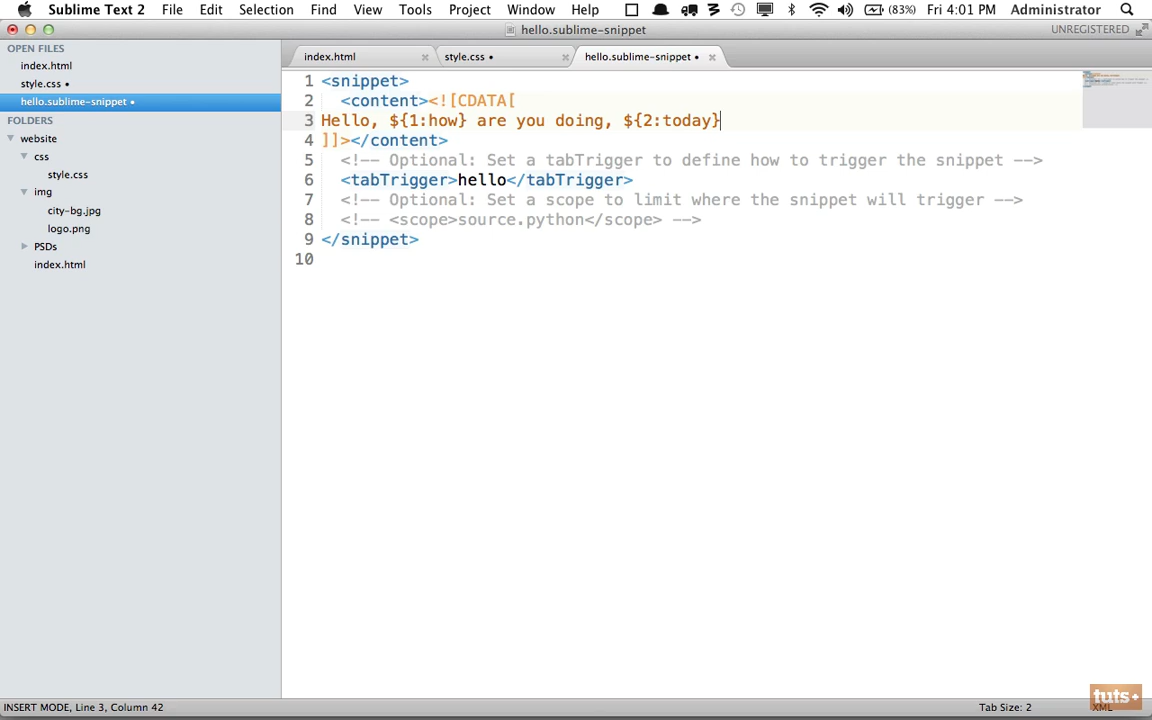 Sublime Text 2 File Edit Selection Find View Tools Project Window Help (83%) Fri 4:01 PM Administrator
hello.sublime-snippet UNREGISTERED
OPEN FILES
index.html
style.css •
hello.sublime-snippet •
FOLDERS
website
css
style.css
img
city-bg.jpg
logo.png
PSDs
index.html
index.html × style.css • × hello.sublime-snippet • ×
1 <snippet>
2 <content><![CDATA[
3 Hello, ${1:how} are you doing, ${2:today}
4 ]]></content>
5 <!-- Optional: Set a tabTrigger to define how to trigger the snippet -->
6 <tabTrigger>hello</tabTrigger>
7 <!-- Optional: Set a scope to limit where the snippet will trigger -->
8 <!-- <scope>source.python</scope> -->
9 </snippet>
10
INSERT MODE, Line 3, Column 42 Tab Size: 2 XML
tuts+